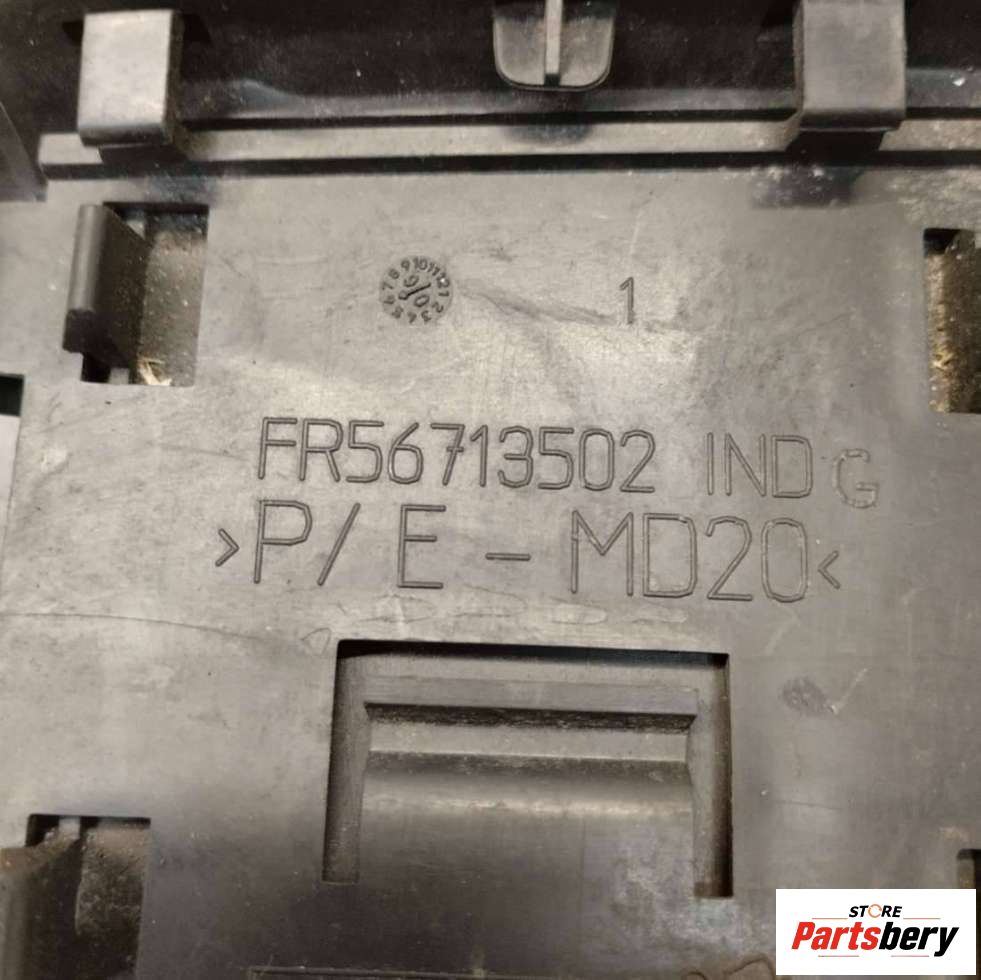 1
FR56713502 IND G
>P/E-MD20<
STORE
Partsbery